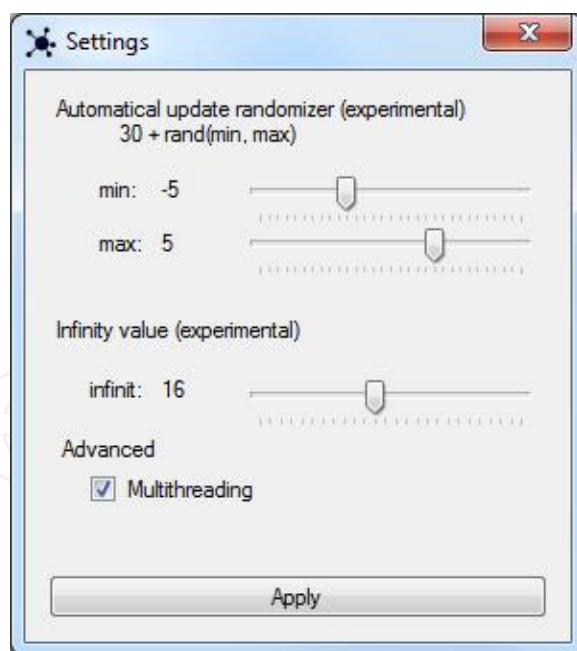 Settings
Automatical update randomizer (experimental)
30 + rand(min, max)
min: -5
max: 5
Infinity value (experimental)
infinit: 16
Advanced
Multithreading
Apply